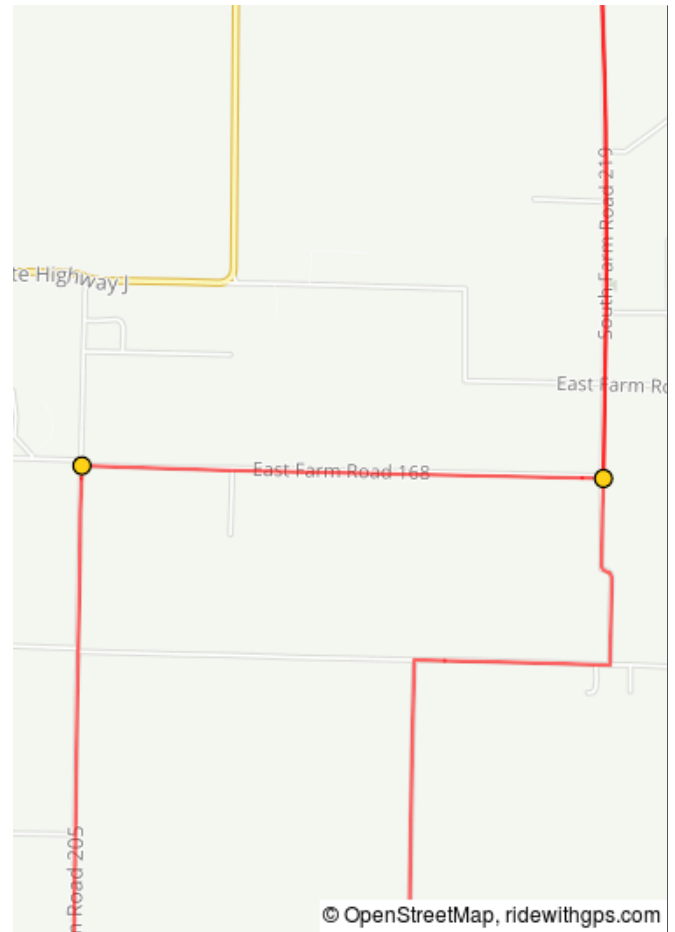 South Farm Road 219
te Highway J
East Farm Ro
East Farm Road 168
n Road 205
© OpenStreetMap, ridewithgps.com